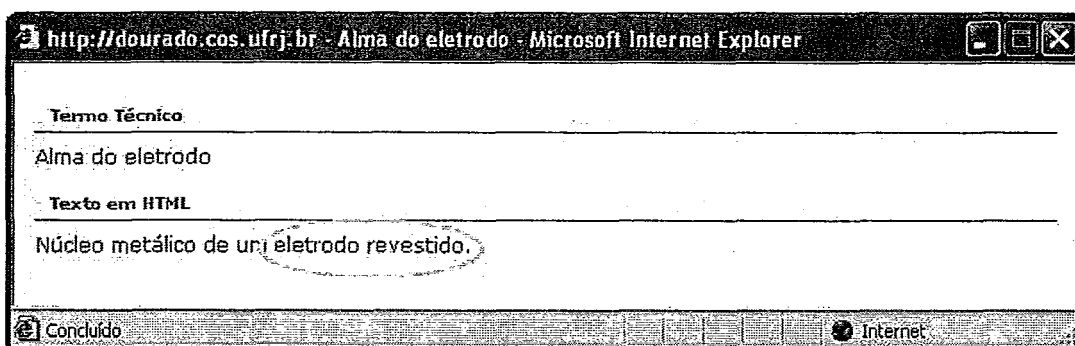 http://dourado.cos.ufrj.br - Alma do eletrodo - Microsoft Internet Explorer
Termo Técnico
Alma do eletrodo
Texto em HTML
Núcleo metálico de um eletrodo revestido.
Concluído
Internet